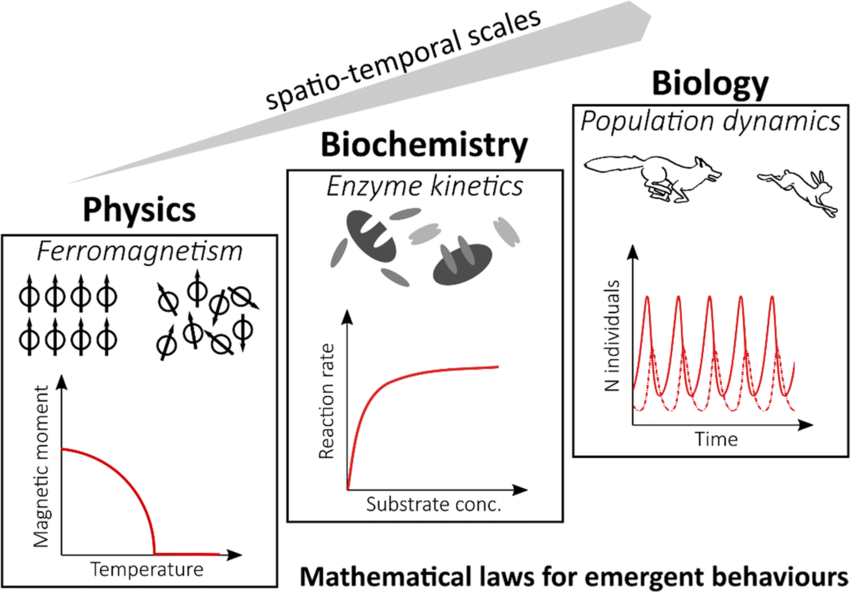 spatio-temporal scales
Physics
Ferromagnetism
Magnetic moment
Temperature
Biochemistry
Enzyme kinetics
Reaction rate
Substrate conc.
Biology
Population dynamics
N individuals
Time
Mathematical laws for emergent behaviours